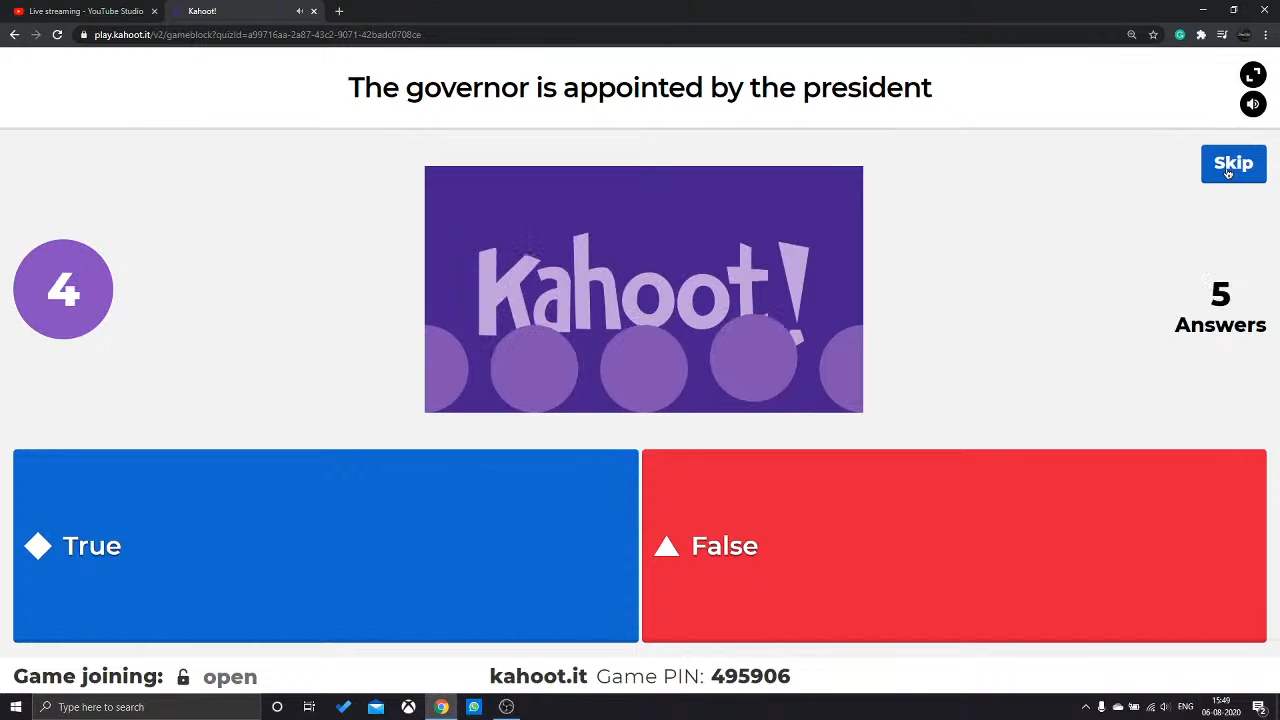 Live streaming - YouTube Studio
Kahoot!
play.kahoot.it/v2/gameblock?quizId=a99716aa-2a87-43c2-9071-42badc0708ce
The governor is appointed by the president
Skip
Kahoot!
4
5
Answers
True
False
Game joining: open
kahoot.it Game PIN: 495906
Type here to search
ENG
15:49
06-08-2020
2